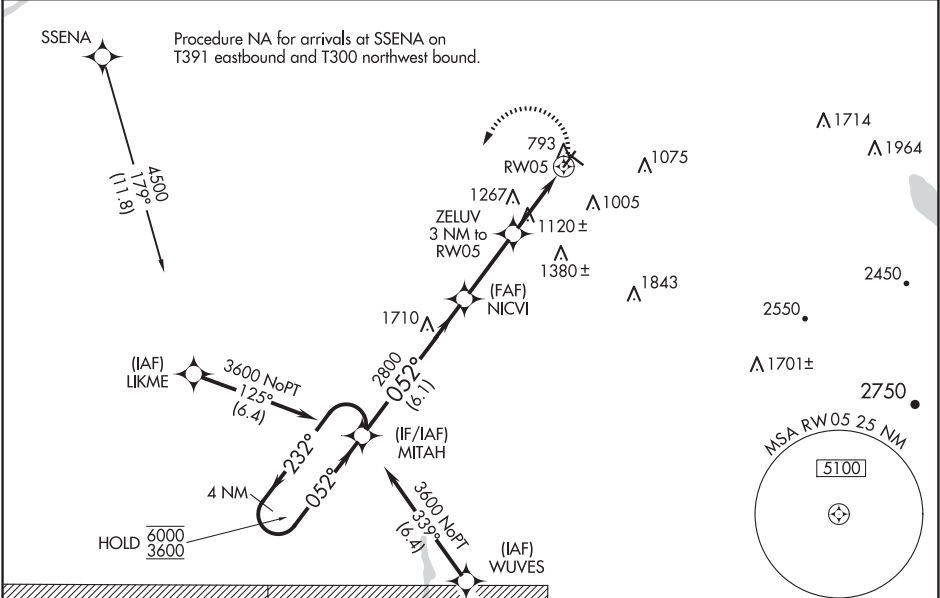 SSENA
Procedure NA for arrivals at SSENA on
T391 eastbound and T300 northwest bound.
4500
179°
(11.8)
793
RW05
1714
1964
1075
1267
1005
ZELUV
3 NM to
RW05
1120 ±
1380 ±
1843
2450
2550
(FAF)
NICVI
1710
1701±
2750
(IAF)
LIKME
3600 NoPT
125°
(6.4)
2800
052°
(6.1)
(IF/IAF)
MITAH
232°
052°
4 NM
HOLD
6000
3600
3600 NoPT
339°
(6.4)
(IAF)
WUVES
MSA RW05 25 NM
5100